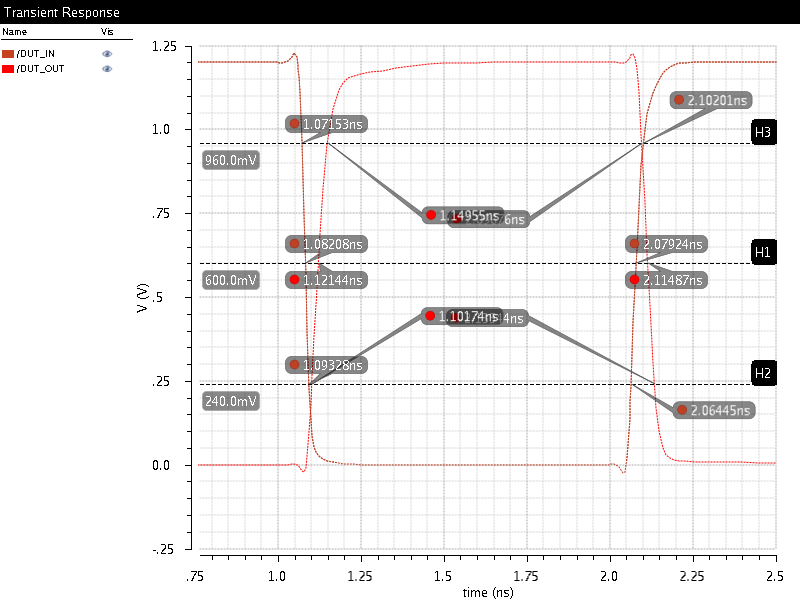 Transient Response
Name Vis
/DUT_IN
/DUT_OUT
1.25
1.0
.75
.5
.25
0.0
-.25
V (V)
2.10201ns
1.07153ns
H3
960.0mV
1.14955ns 6ns
1.08208ns 2.07924ns
H1
600.0mV
1.12144ns 2.11487ns
1.10174ns 4ns
1.09328ns
H2
240.0mV
2.06445ns
.75 1.0 1.25 1.5 1.75 2.0 2.25 2.5
time (ns)